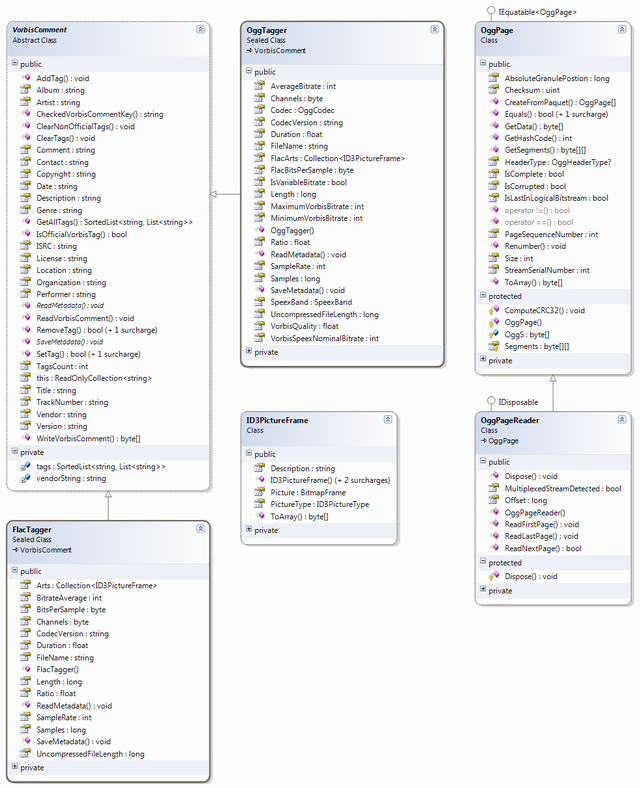 VorbisComment
Abstract Class
public
AddTag() : void
Album : string
Artist : string
CheckedVorbisCommentKey() : string
ClearNonOfficialTags() : void
ClearTags() : void
Comment : string
Contact : string
Copyright : string
Date : string
Description : string
Genre : string
GetAllTags() : SortedList<string, List<string>>
IsOfficialVorbisTag() : bool
ISRC : string
License : string
Location : string
Organization : string
Performer : string
ReadMetadata() : void
ReadVorbisComment() : void
RemoveTag() : bool (+ 1 surcharge)
SaveMetadata() : void
SetTag() : bool (+ 1 surcharge)
TagsCount : int
this : ReadOnlyCollection<string>
Title : string
TrackNumber : string
Vendor : string
Version : string
WriteVorbisComment() : byte[]
private
tags : SortedList<string, List<string>>
vendorString : string
FlacTagger
Sealed Class
VorbisComment
public
Arts : Collection<ID3PictureFrame>
BitrateAverage : int
BitsPerSample : byte
Channels : byte
CodecVersion : string
Duration : float
FileName : string
FlacTagger()
Length : long
Ratio : float
ReadMetadata() : void
SampleRate : int
Samples : long
SaveMetadata() : void
UncompressedFileLength : long
private
OggTagger
Sealed Class
VorbisComment
public
AverageBitrate : int
Channels : byte
Codec : OggCodec
CodecVersion : string
Duration : float
FileName : string
FlacArts : Collection<ID3PictureFrame>
FlacBitsPerSample : byte
IsVariableBitrate : bool
Length : long
MaximumVorbisBitrate : int
MinimumVorbisBitrate : int
OggTagger()
Ratio : float
ReadMetadata() : void
SampleRate : int
Samples : long
SaveMetadata() : void
SpeexBand : SpeexBand
UncompressedFileLength : long
VorbisQuality : float
VorbisSpeexNominalBitrate : int
private
ID3PictureFrame
Class
public
Description : string
ID3PictureFrame() (+ 2 surcharges)
Picture : BitmapFrame
PictureType : ID3PictureType
ToArray() : byte[]
private
IEquatable<OggPage>
OggPage
Class
public
AbsoluteGranulePostion : long
Checksum : uint
CreateFromPaquet() : OggPage[]
Equals() : bool (+ 1 surcharge)
GetData() : byte[]
GetHashCode() : int
GetSegments() : byte[][]
HeaderType : OggHeaderType?
IsComplete : bool
IsCorrupted : bool
IsLastInLogicalBitstream : bool
operator !=() : bool
operator ==() : bool
PageSequenceNumber : int
Renumber() : void
Size : int
StreamSerialNumber : int
ToArray() : byte[]
protected
ComputeCRC32() : void
OggPage()
OggS : byte[]
Segments : byte[][]
private
IDisposable
OggPageReader
Class
OggPage
public
Dispose() : void
MultiplexedStreamDetected : bool
Offset : long
OggPageReader()
ReadFirstPage() : void
ReadLastPage() : void
ReadNextPage() : bool
protected
Dispose() : void
private